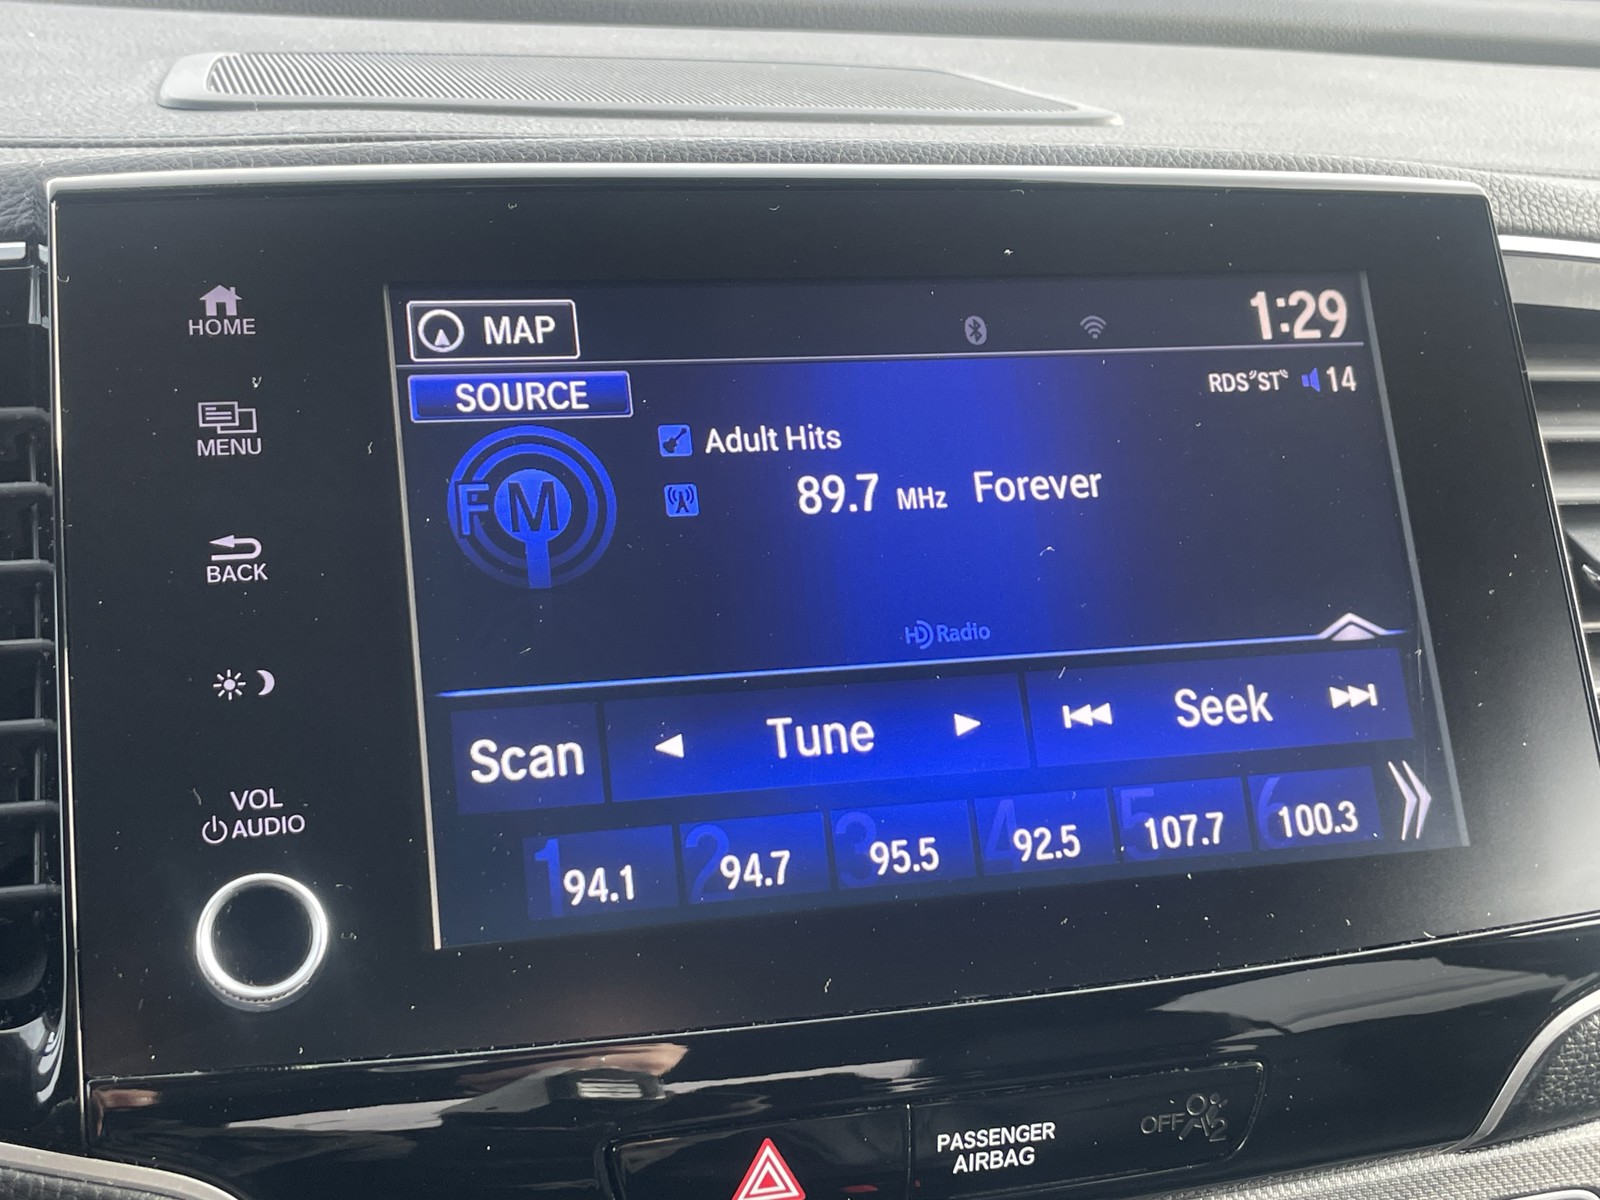 HOME
MENU
BACK
VOL
AUDIO
MAP
1:29
SOURCE
RDS "ST" 14
FM
Adult Hits
89.7 MHz Forever
HD Radio
Scan
Tune
Seek
1 94.1
2 94.7
3 95.5
4 92.5
5 107.7
6 100.3
PASSENGER
AIRBAG
OFF
2